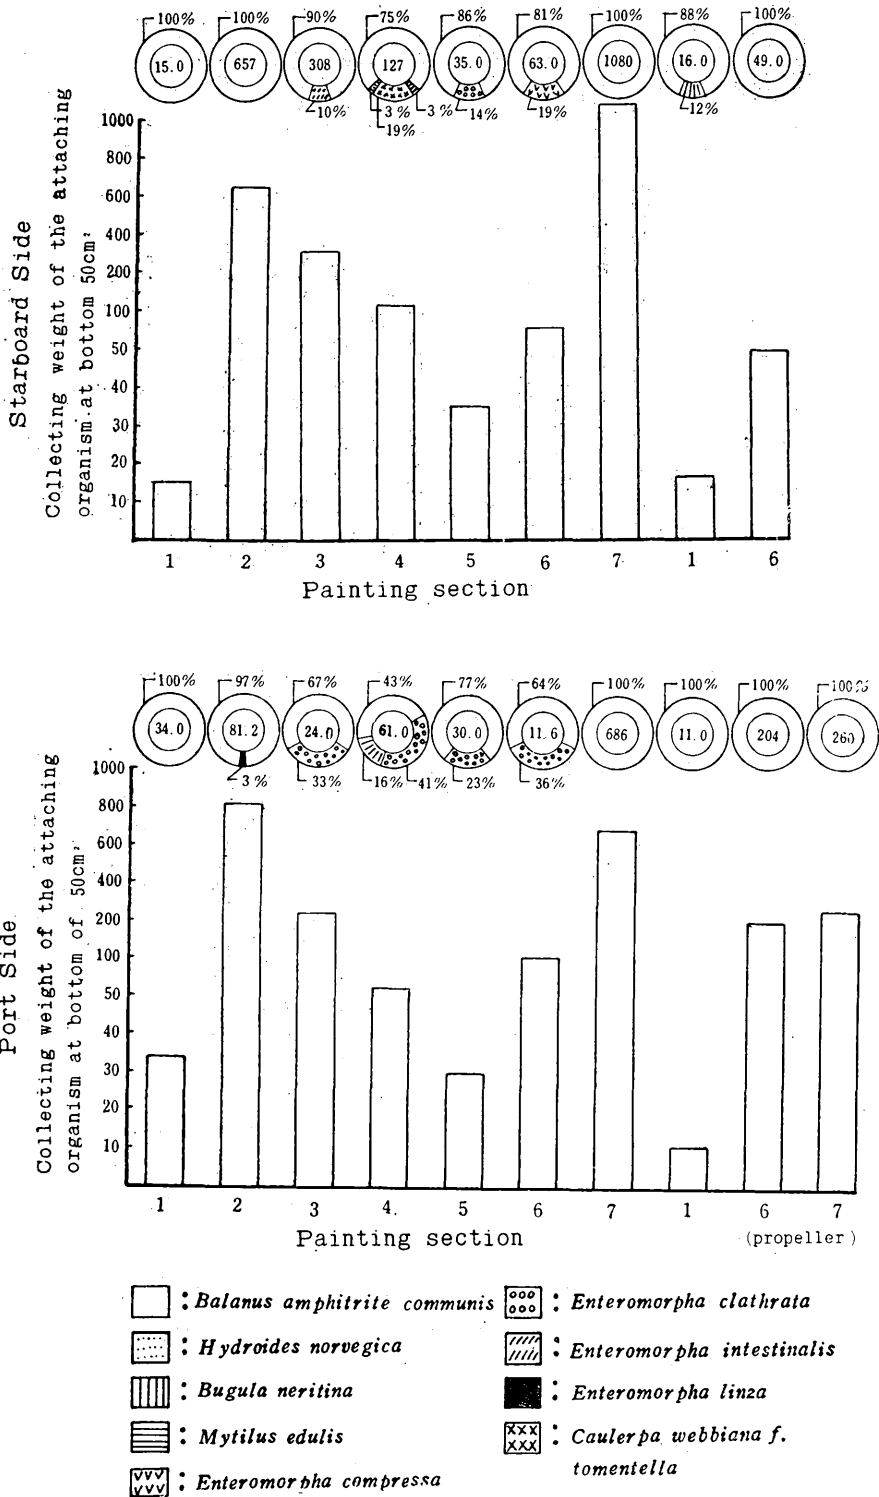 100% 100% 90% 75% 86% 81% 100% 88% 100%
15.0 657 308 127 35.0 63.0 1080 16.0 49.0
10% 3% 3% 14% 19% 12%
19%
Starboard Side
Collecting weight of the attaching
organism at bottom 50cm²
1000
800
600
400
200
100
50
40
30
20
10
1 2 3 4 5 6 7 1 6
Painting section
100% 97% 67% 43% 77% 64% 100% 100% 100% 100%
34.0 81.2 24.0 61.0 30.0 11.6 686 11.0 204 260
3% 33% 16% 41% 23% 36%
Port Side
Collecting weight of the attaching
organism at bottom of 50cm²
1000
800
600
400
200
100
50
40
30
20
10
1 2 3 4. 5 6 7 1 6 7
Painting section (propeller)
: Balanus amphitrite communis
: Hydroides norvegica
: Bugula neritina
: Mytilus edulis
: Enteromorpha compressa
: Enteromorpha clathrata
: Enteromorpha intestinalis
: Enteromorpha linza
: Caulerpa webbiana f.
tomentella